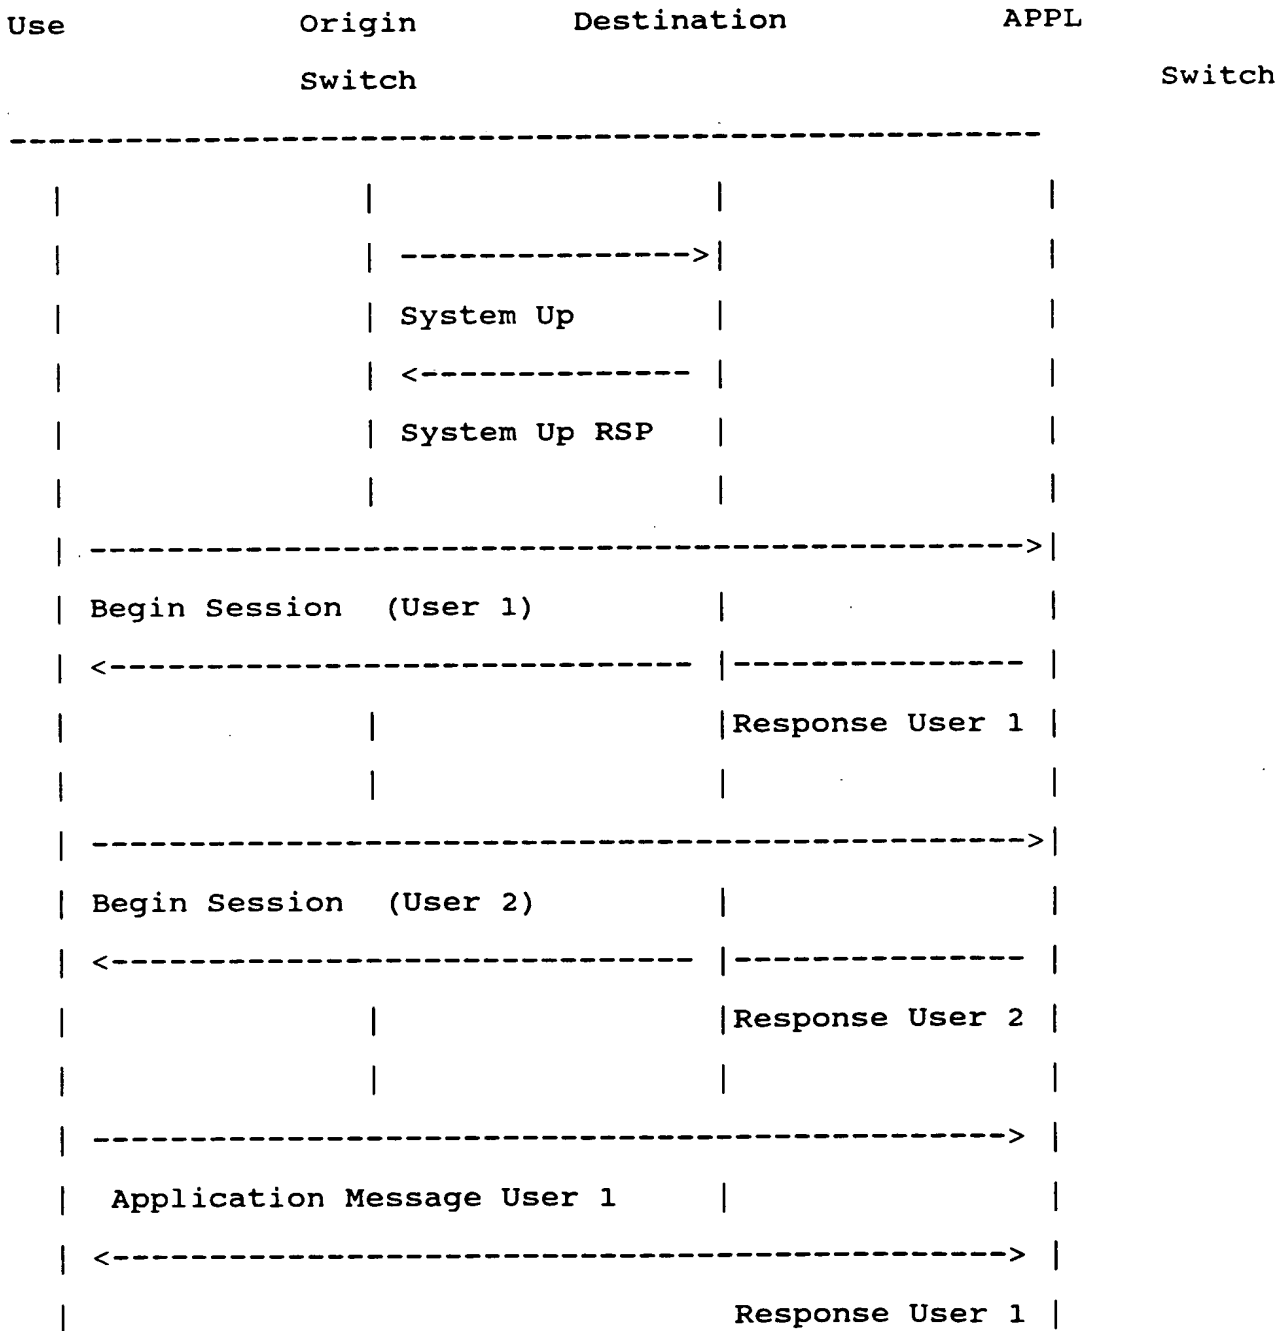 Use Origin Destination APPL
Switch Switch
-----------------------------------------------------
| | | |
| | --------------->| |
| | System Up | |
| | <-------------- | |
| | System Up RSP | |
| | | |
| ------------------------------------------------>|
| Begin Session (User 1) | |
| <------------------------------ |--------------- |
| | |Response User 1 |
| | | |
| ------------------------------------------------>|
| Begin Session (User 2) | |
| <------------------------------ |--------------- |
| | |Response User 2 |
| | | |
| -----------------------------------------------> |
| Application Message User 1 | |
| <----------------------------------------------> |
| Response User 1 |